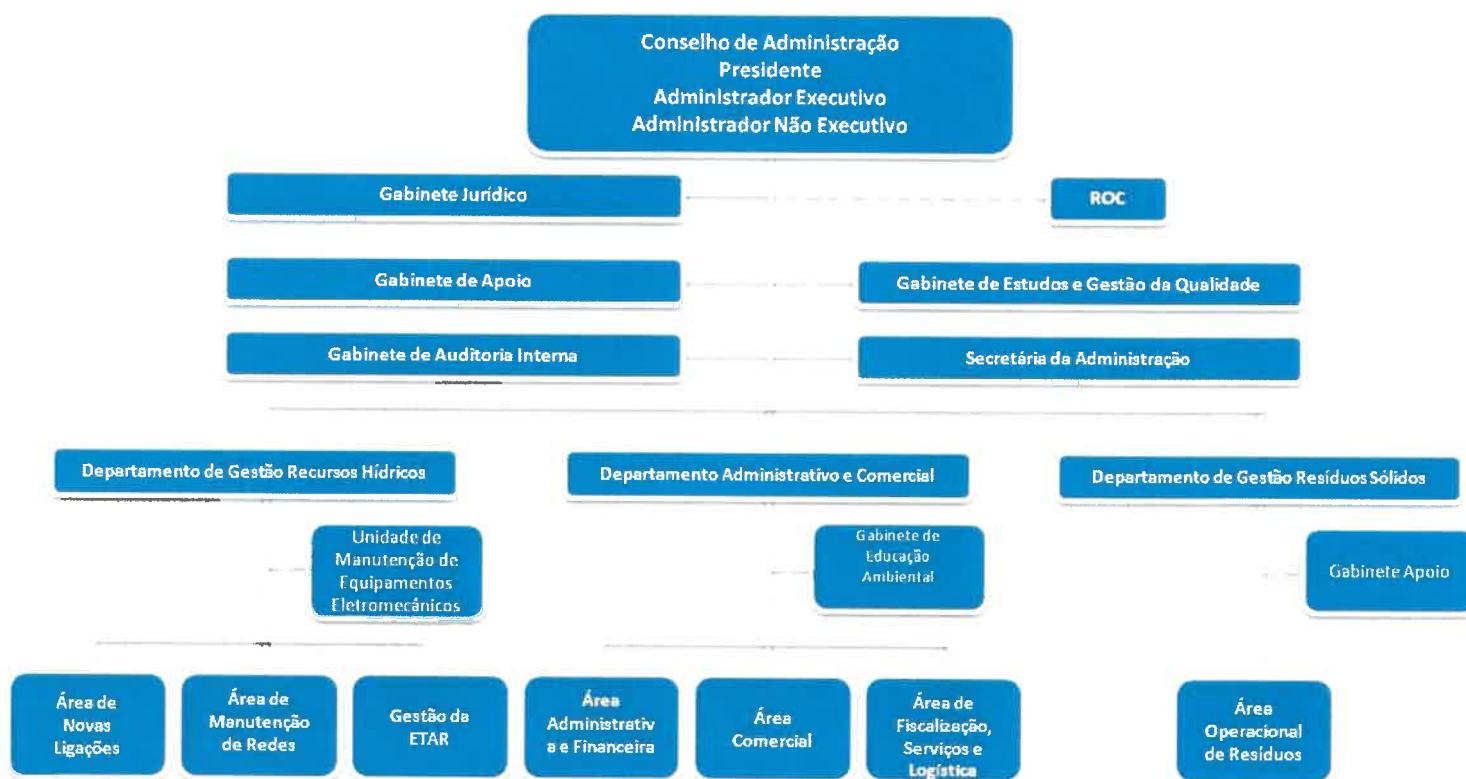 Conselho de Administração
Presidente
Administrador Executivo
Administrador Não Executivo
Gabinete Jurídico
ROC
Gabinete de Apoio
Gabinete de Estudos e Gestão da Qualidade
Gabinete de Auditoria Interna
Secretária da Administração
Departamento de Gestão Recursos Hídricos
Departamento Administrativo e Comercial
Departamento de Gestão Resíduos Sólidos
Unidade de
Manutenção de
Equipamentos
Eletromecânicos
Gabinete de
Educação
Ambiental
Gabinete Apoio
Área de
Novas
Ligações
Área de
Manutenção
de Redes
Gestão da
ETAR
Área
Administrativ
a e Financeira
Área
Comercial
Área de
Fiscalização,
Serviços e
Logística
Área
Operacional
de Resíduos